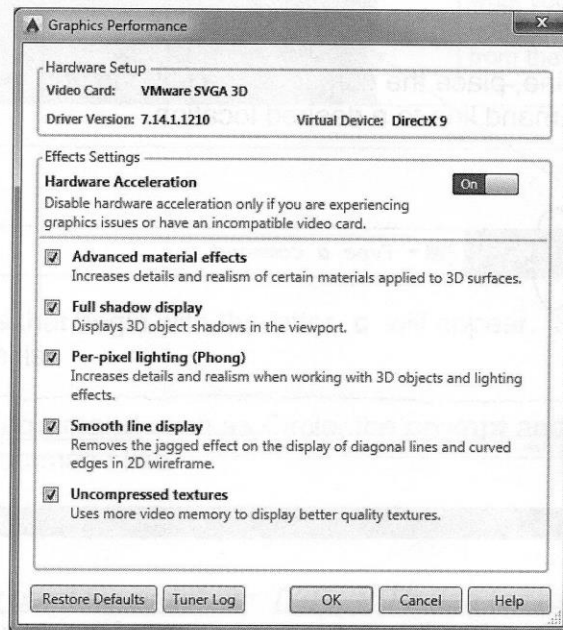 Graphics Performance
Hardware Setup
Video Card: VMware SVGA 3D
Driver Version: 7.14.1.1210 Virtual Device: DirectX 9
Effects Settings
Hardware Acceleration On
Disable hardware acceleration only if you are experiencing
graphics issues or have an incompatible video card.
Advanced material effects
Increases details and realism of certain materials applied to 3D surfaces.
Full shadow display
Displays 3D object shadows in the viewport.
Per-pixel lighting (Phong)
Increases details and realism when working with 3D objects and lighting
effects.
Smooth line display
Removes the jagged effect on the display of diagonal lines and curved
edges in 2D wireframe.
Uncompressed textures
Uses more video memory to display better quality textures.
Restore Defaults Tuner Log OK Cancel Help